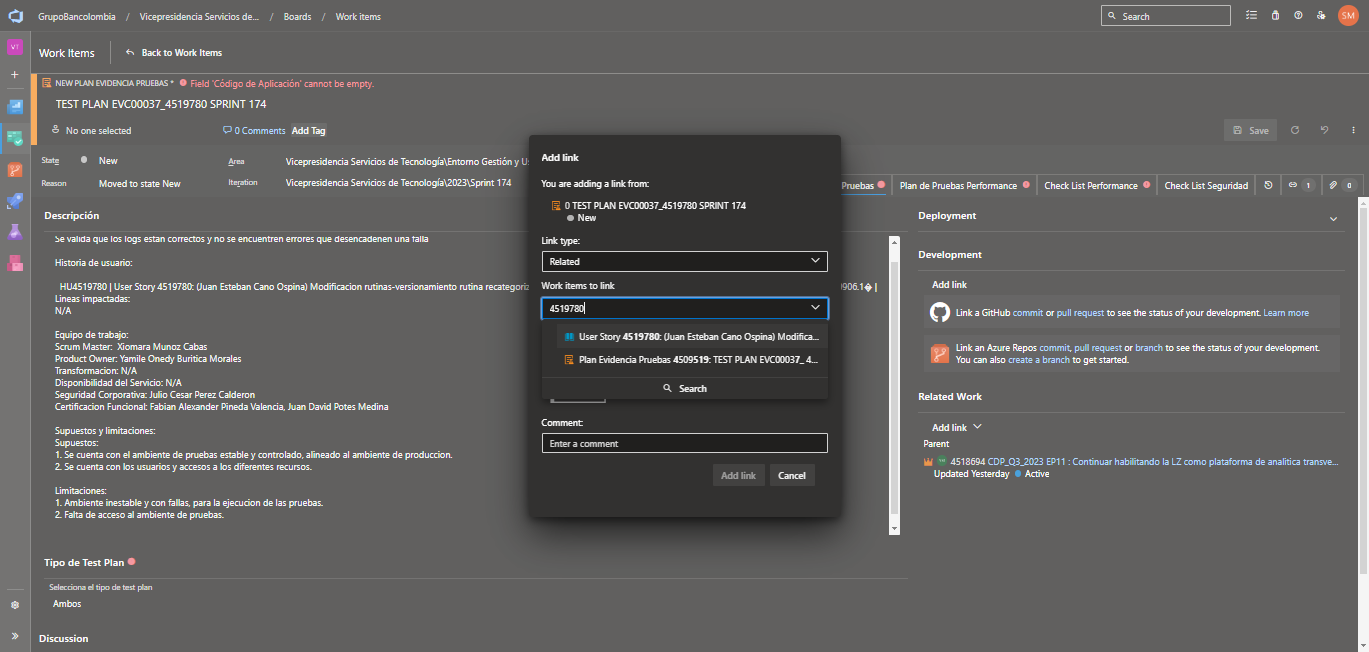 GrupoBancolombia / Vicepresidencia Servicios de... / Boards / Work items
Search
SM
VT
Work Items
Back to Work Items
NEW PLAN EVIDENCIA PRUEBAS * Field 'Código de Aplicación' cannot be empty.
TEST PLAN EVC00037_4519780 SPRINT 174
No one selected
0 Comments
Add Tag
Save
State
New
Area
Vicepresidencia Servicios de Tecnología\Entorno Gestión y Us
Reason
Moved to state New
Iteration
Vicepresidencia Servicios de Tecnología\2023\Sprint 174
Pruebas
Plan de Pruebas Performance
Check List Performance
Check List Seguridad
1
0
Descripción
Se valida que los logs estan correctos y no se encuentren errores que desencadenen una falla
Historia de usuario:
HU4519780 | User Story 4519780: (Juan Esteban Cano Ospina) Modificacion rutinas-versionamiento rutina recategoriz
906.1� |
Lineas impactadas:
N/A
Equipo de trabajo:
Scrum Master: Xiomara Munoz Cabas
Product Owner: Yamile Onedy Buritica Morales
Transformacion: N/A
Disponibilidad del Servicio: N/A
Seguridad Corporativa: Julio Cesar Perez Calderon
Certificacion Funcional: Fabian Alexander Pineda Valencia, Juan David Potes Medina
Supuestos y limitaciones:
Supuestos:
1. Se cuenta con el ambiente de pruebas estable y controlado, alineado al ambiente de produccion.
2. Se cuenta con los usuarios y accesos a los diferentes recursos.
Limitaciones:
1. Ambiente inestable y con fallas, para la ejecucion de las pruebas.
2. Falta de acceso al ambiente de pruebas.
Tipo de Test Plan
Selecciona el tipo de test plan
Ambos
Discussion
Add link
You are adding a link from:
0 TEST PLAN EVC00037_4519780 SPRINT 174
New
Link type:
Related
Work items to link
4519780
User Story 4519780: (Juan Esteban Cano Ospina) Modifica...
Plan Evidencia Pruebas 4509519: TEST PLAN EVC00037_ 4...
Search
Comment:
Enter a comment
Add link
Cancel
Deployment
Development
Add link
Link a GitHub commit or pull request to see the status of your development. Learn more
Link an Azure Repos commit, pull request or branch to see the status of your development.
You can also create a branch to get started.
Related Work
Add link
Parent
4518694 CDP_Q3_2023 EP11 : Continuar habilitando la LZ como plataforma de analitica transve...
Updated Yesterday Active